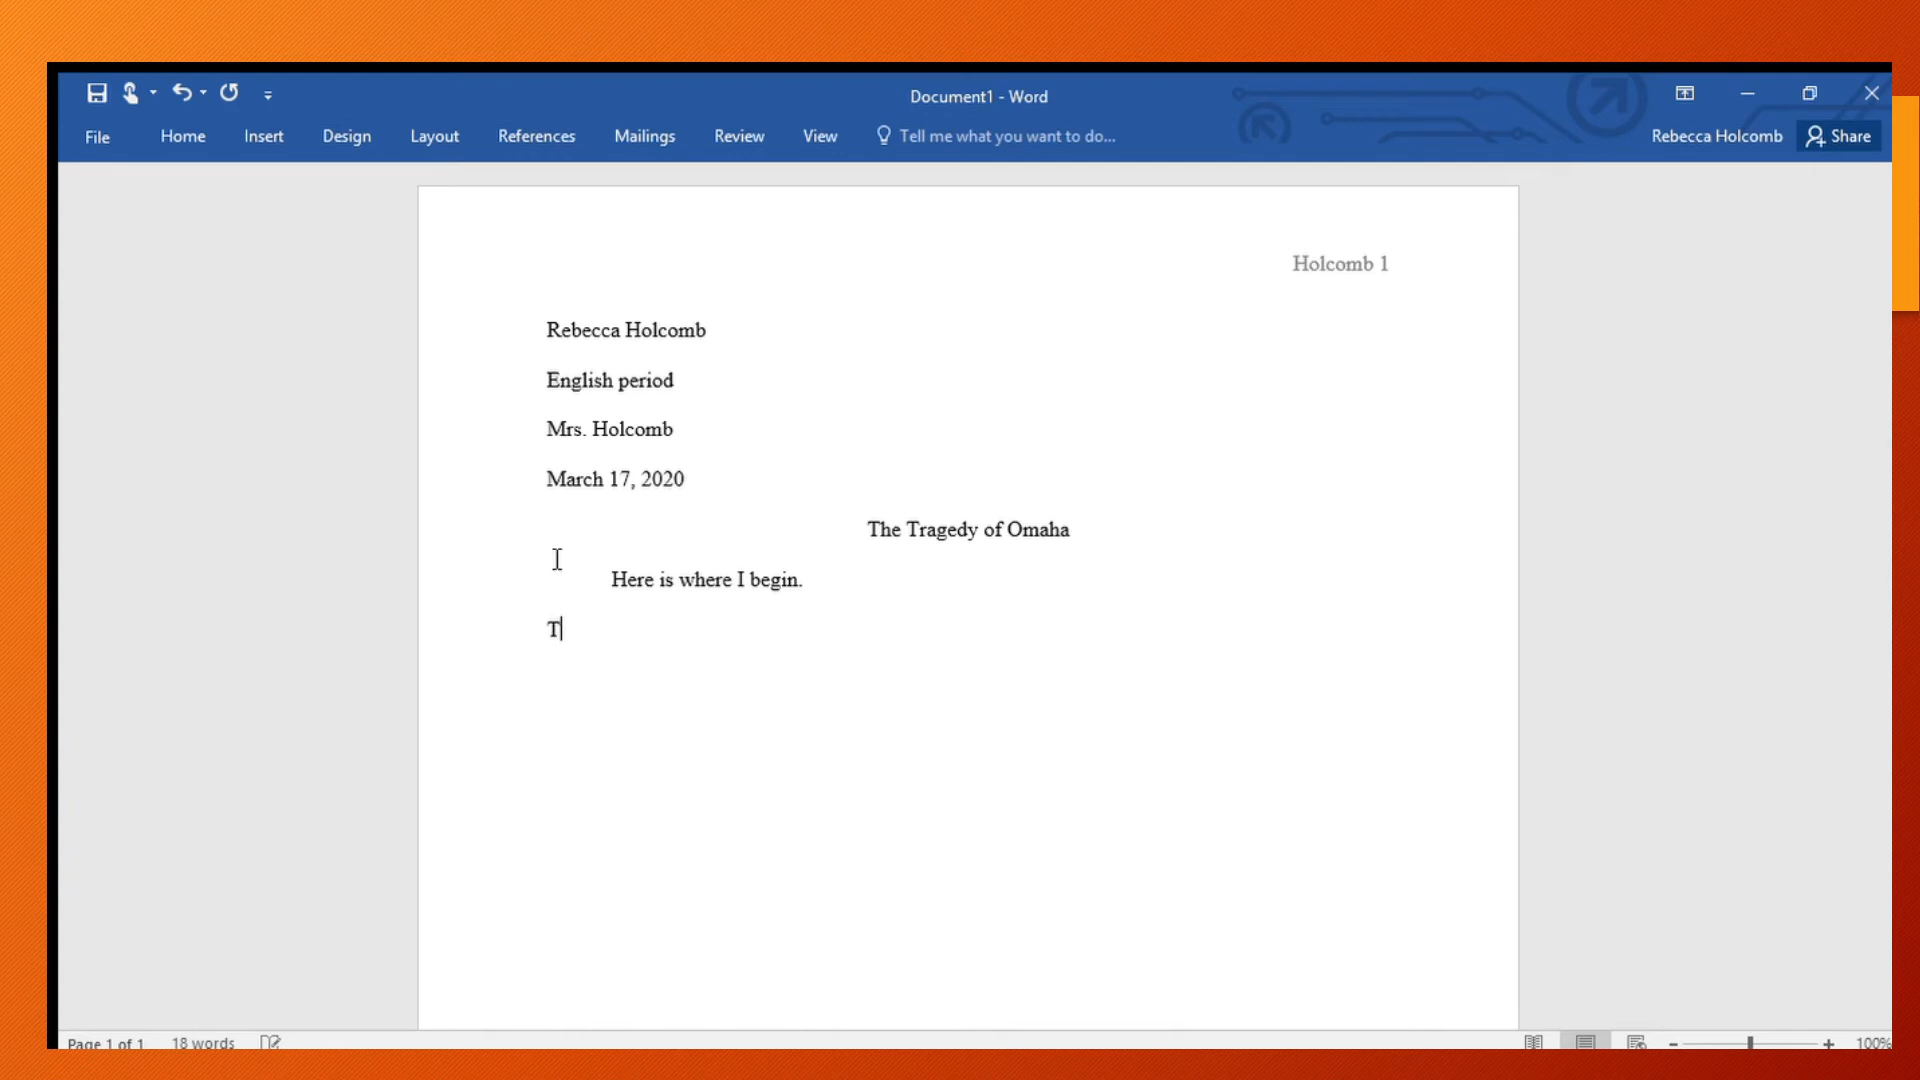 Document1 - Word
File Home Insert Design Layout References Mailings Review View Tell me what you want to do... Rebecca Holcomb Share
Holcomb 1
Rebecca Holcomb
English period
Mrs. Holcomb
March 17, 2020
The Tragedy of Omaha
Here is where I begin.
T
Page 1 of 1 18 words 100%